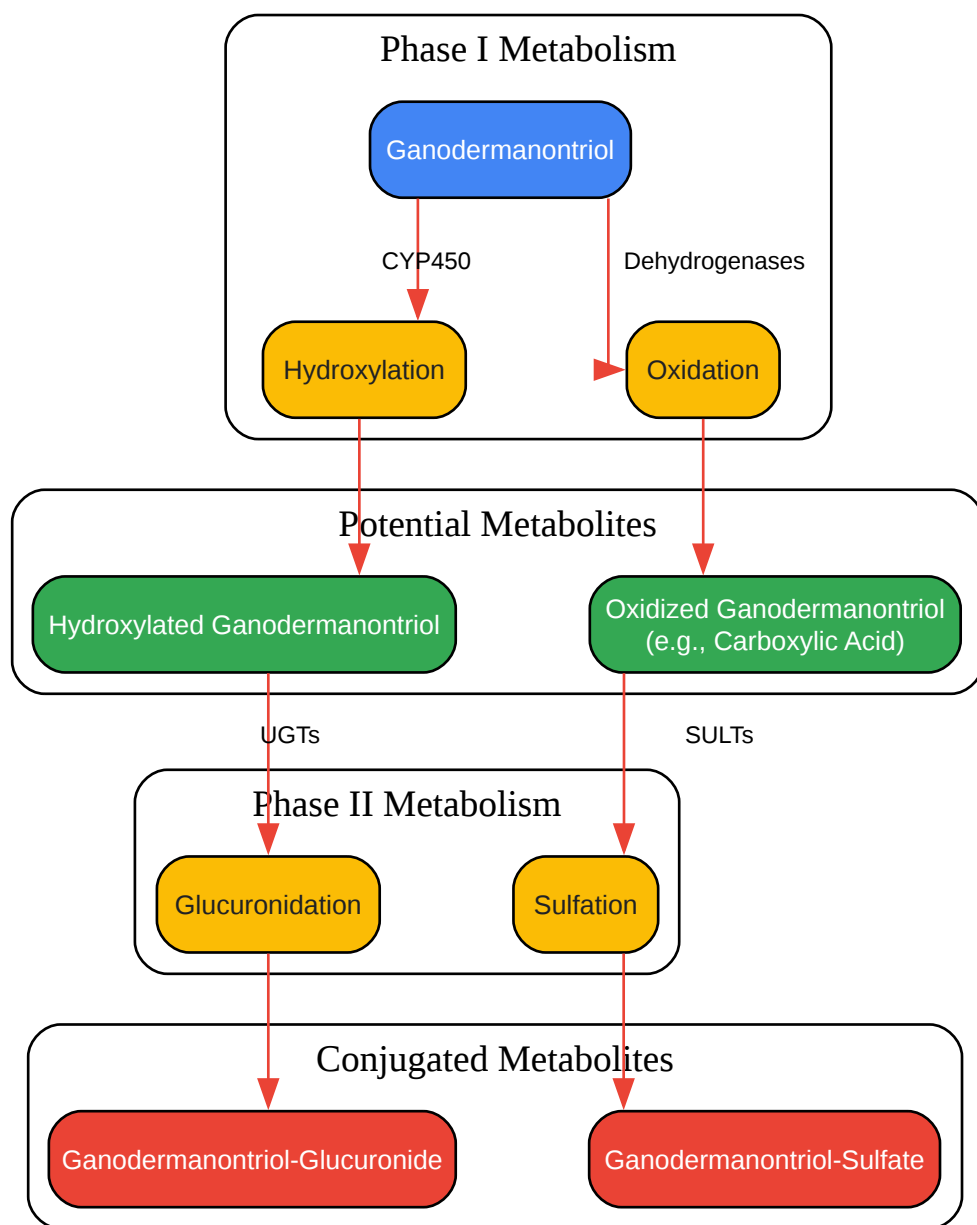 Phase I Metabolism
Ganodermanontriol
CYP450
Dehydrogenases
Hydroxylation
Oxidation
Potential Metabolites
Hydroxylated Ganodermanontriol
Oxidized Ganodermanontriol
(e.g., Carboxylic Acid)
UGTs
SULTs
Phase II Metabolism
Glucuronidation
Sulfation
Conjugated Metabolites
Ganodermanontriol-Glucuronide
Ganodermanontriol-Sulfate